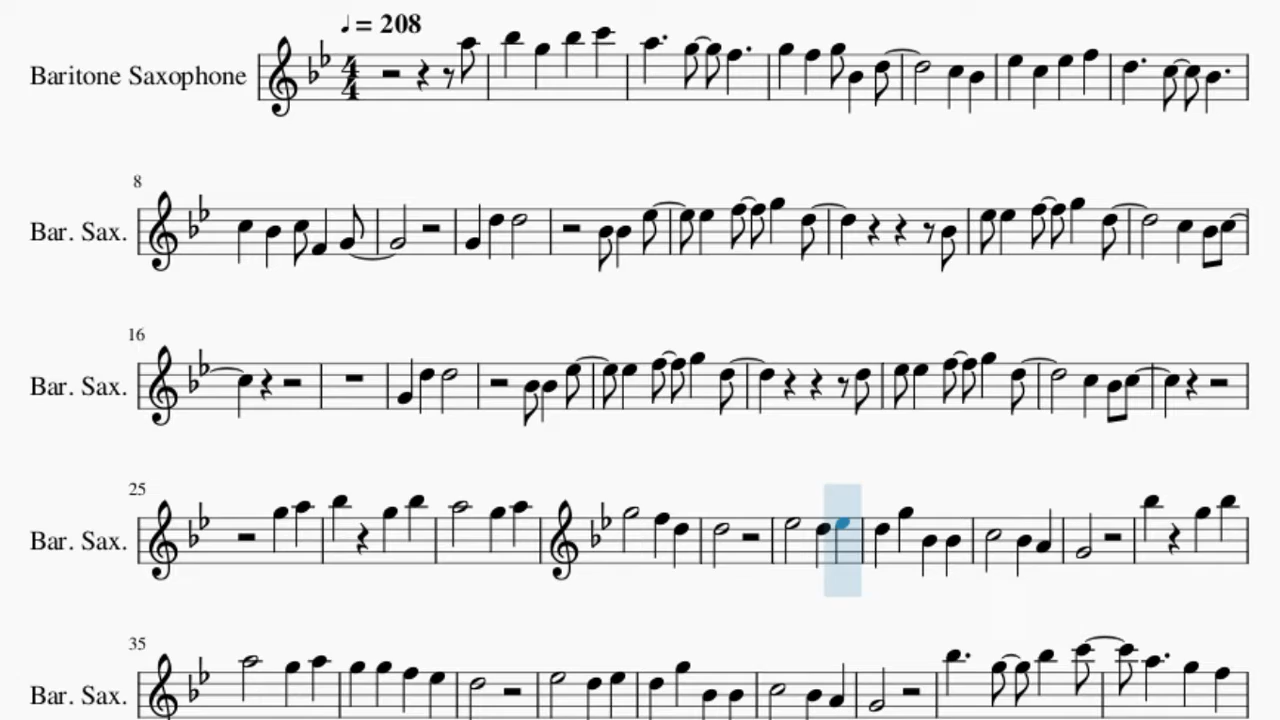 ♩ = 208
Baritone Saxophone
4
4
8
Bar. Sax.
16
Bar. Sax.
25
Bar. Sax.
35
Bar. Sax.